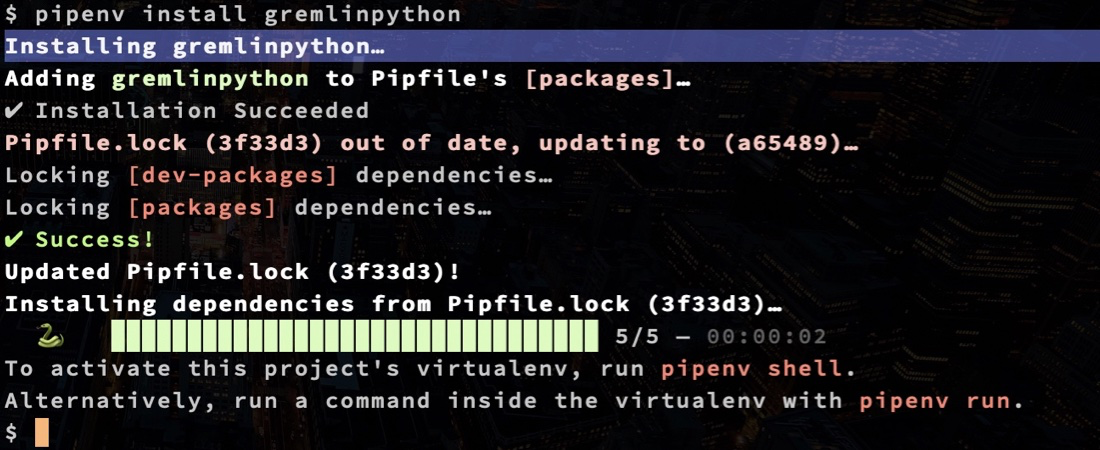 $ pipenv install gremlinpython
Installing gremlinpython…
Adding gremlinpython to Pipfile's [packages]…
✔ Installation Succeeded
Pipfile.lock (3f33d3) out of date, updating to (a65489)…
Locking [dev-packages] dependencies…
Locking [packages] dependencies…
✔ Success!
Updated Pipfile.lock (3f33d3)!
Installing dependencies from Pipfile.lock (3f33d3)…
🐍 ▉▉▉▉▉▉▉▉▉▉▉▉▉▉▉▉▉▉▉▉▉▉▉▉▉▉▉▉▉▉▉▉ 5/5 — 00:00:02
To activate this project's virtualenv, run pipenv shell.
Alternatively, run a command inside the virtualenv with pipenv run.
$